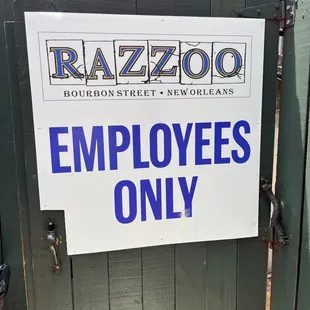 RAZZOO
BOURBON STREET • NEW ORLEANS
EMPLOYEES
ONLY